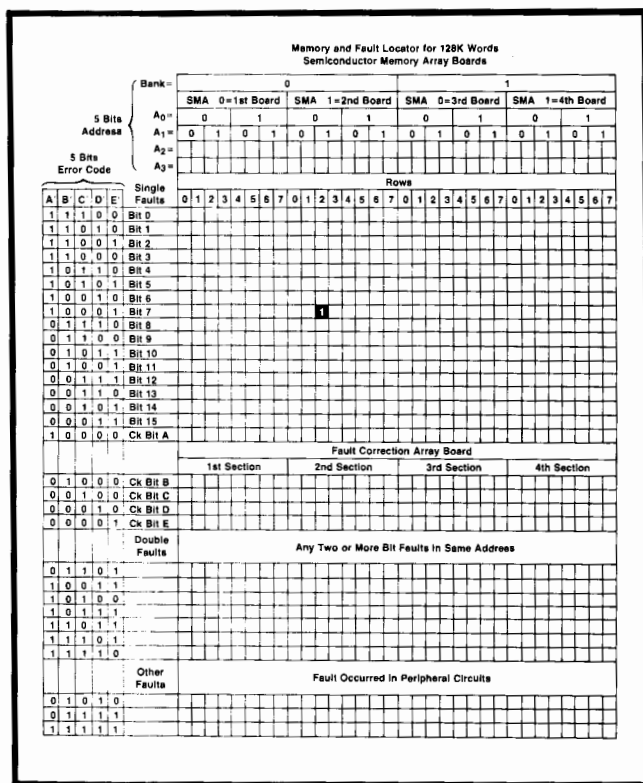 Memory and Fault Locator for 128K Words
Semiconductor Memory Array Boards
Bank= 0 1
SMA 0=1st Board SMA 1=2nd Board SMA 0=3rd Board SMA 1=4th Board
5 Bits
Address
A0= 0 1 0 1 0 1 0 1
A1= 0 1 0 1 0 1 0 1 0 1 0 1 0 1 0 1
A2=
A3=
5 Bits
Error Code
Rows
A B C D E Single
Faults 0 1 2 3 4 5 6 7 0 1 2 3 4 5 6 7 0 1 2 3 4 5 6 7 0 1 2 3 4 5 6 7
1 1 1 0 0 Bit 0
1 1 0 1 0 Bit 1
1 1 0 0 1 Bit 2
1 1 0 0 0 Bit 3
1 0 1 1 0 Bit 4
1 0 1 0 1 Bit 5
1 0 0 1 0 Bit 6
1 0 0 0 1 Bit 7 1
0 1 1 1 0 Bit 8
0 1 1 0 0 Bit 9
0 1 0 1 1 Bit 10
0 1 0 0 1 Bit 11
0 0 1 1 1 Bit 12
0 0 1 1 0 Bit 13
0 0 1 0 1 Bit 14
0 0 0 1 1 Bit 15
1 0 0 0 0 Ck Bit A
Fault Correction Array Board
1st Section 2nd Section 3rd Section 4th Section
0 1 0 0 0 Ck Bit B
0 0 1 0 0 Ck Bit C
0 0 0 1 0 Ck Bit D
0 0 0 0 1 Ck Bit E
Double
Faults Any Two or More Bit Faults In Same Address
0 1 1 0 1
1 0 0 1 1
1 0 1 0 0
1 0 1 1 1
1 1 0 1 1
1 1 1 0 1
1 1 1 1 0
Other
Faults Fault Occurred In Peripheral Circuits
0 1 0 1 0
0 1 1 1 1
1 1 1 1 1